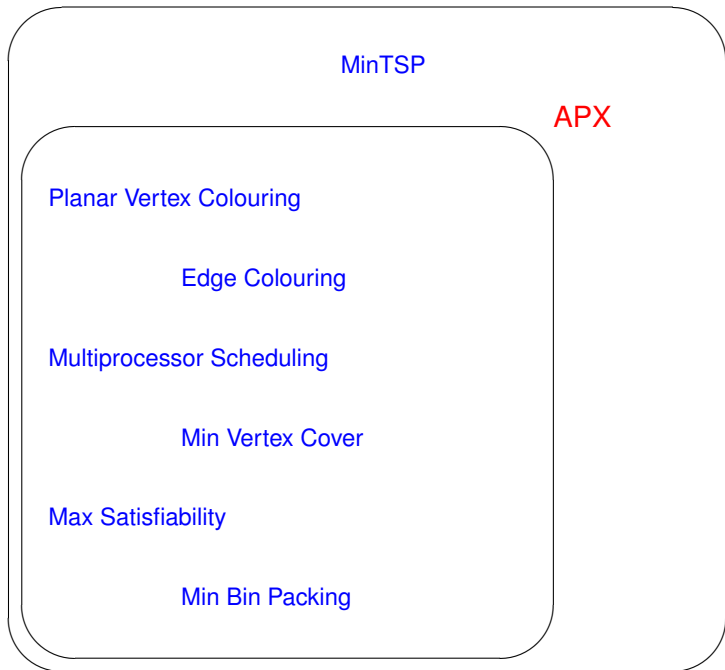 MinTSP
APX
Planar Vertex Colouring
Edge Colouring
Multiprocessor Scheduling
Min Vertex Cover
Max Satisfiability
Min Bin Packing